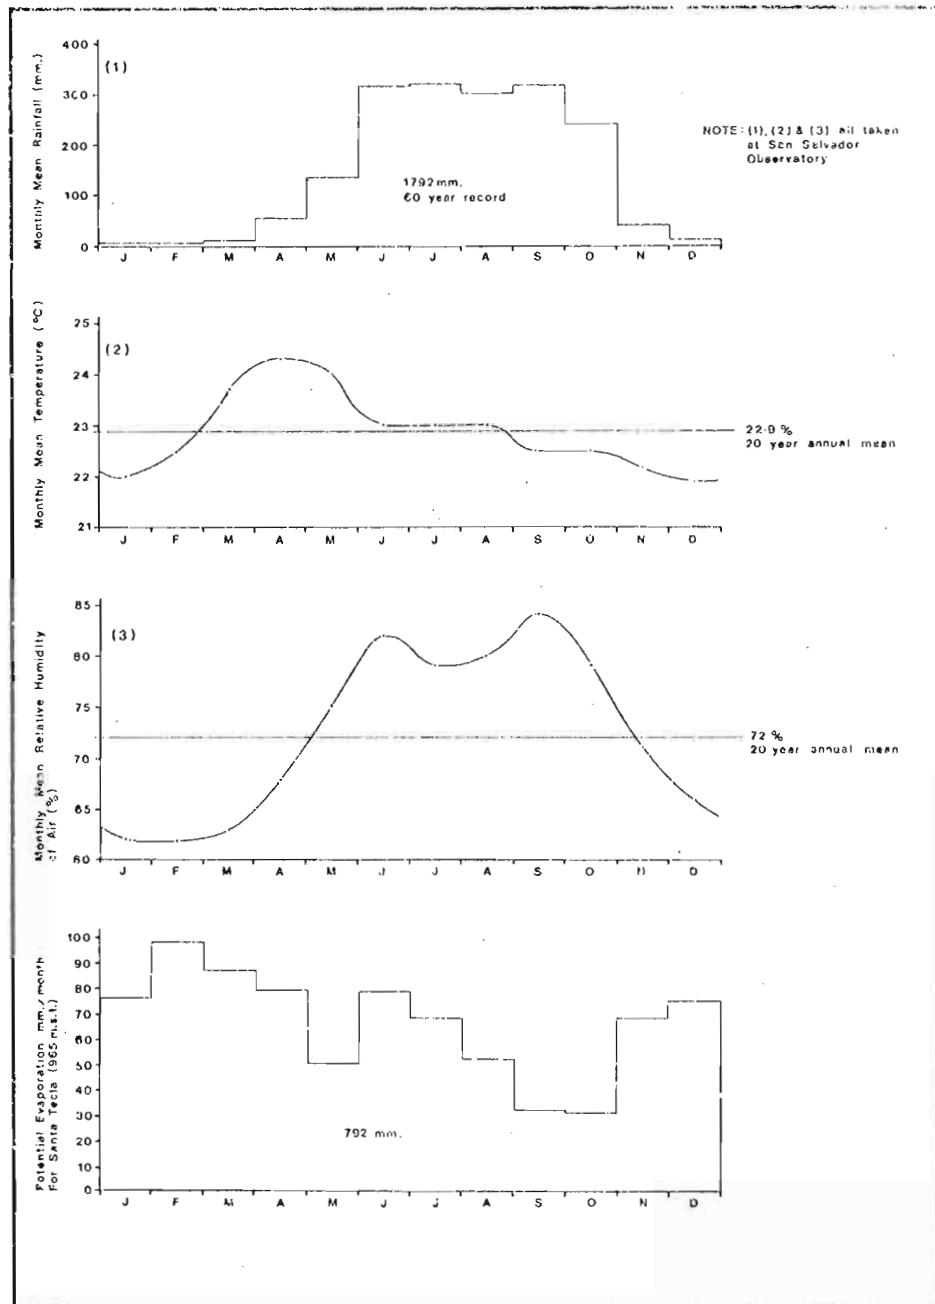 Monthly Mean Rainfall (mm.)
400
300
200
100
0
(1)
1792 mm.
60 year record
J F M A M J J A S O N D
NOTE: (1), (2) & (3) all taken
at San Salvador
Observatory
Monthly Mean Temperature (°C)
25
24
23
22
21
(2)
22.9 %
20 year annual mean
J F M A M J J A S O N D
Monthly Mean Relative Humidity
of Air (%)
85
80
75
70
65
60
(3)
72 %
20 year annual mean
J F M A M J J A S O N D
Potential Evaporation mm./month
For Santa Tecla (965 m.s.l.)
100
90
80
70
60
50
40
30
20
10
0
792 mm.
J F M A M J J A S O N D